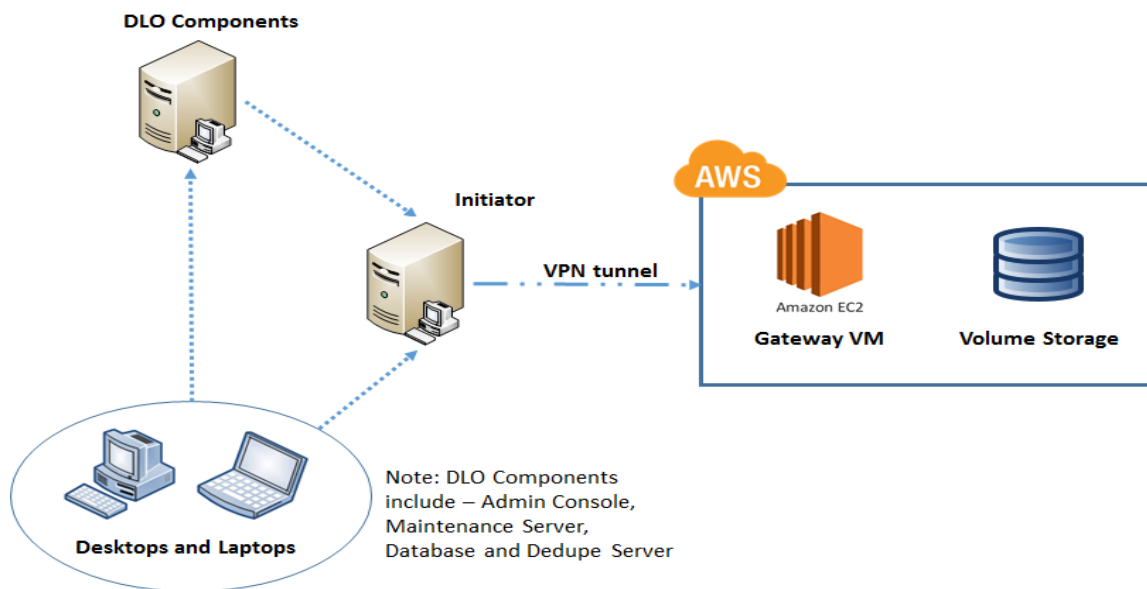 DLO Components
Initiator
VPN tunnel
AWS
Amazon EC2
Gateway VM
Volume Storage
Desktops and Laptops
Note: DLO Components
include – Admin Console,
Maintenance Server,
Database and Dedupe Server